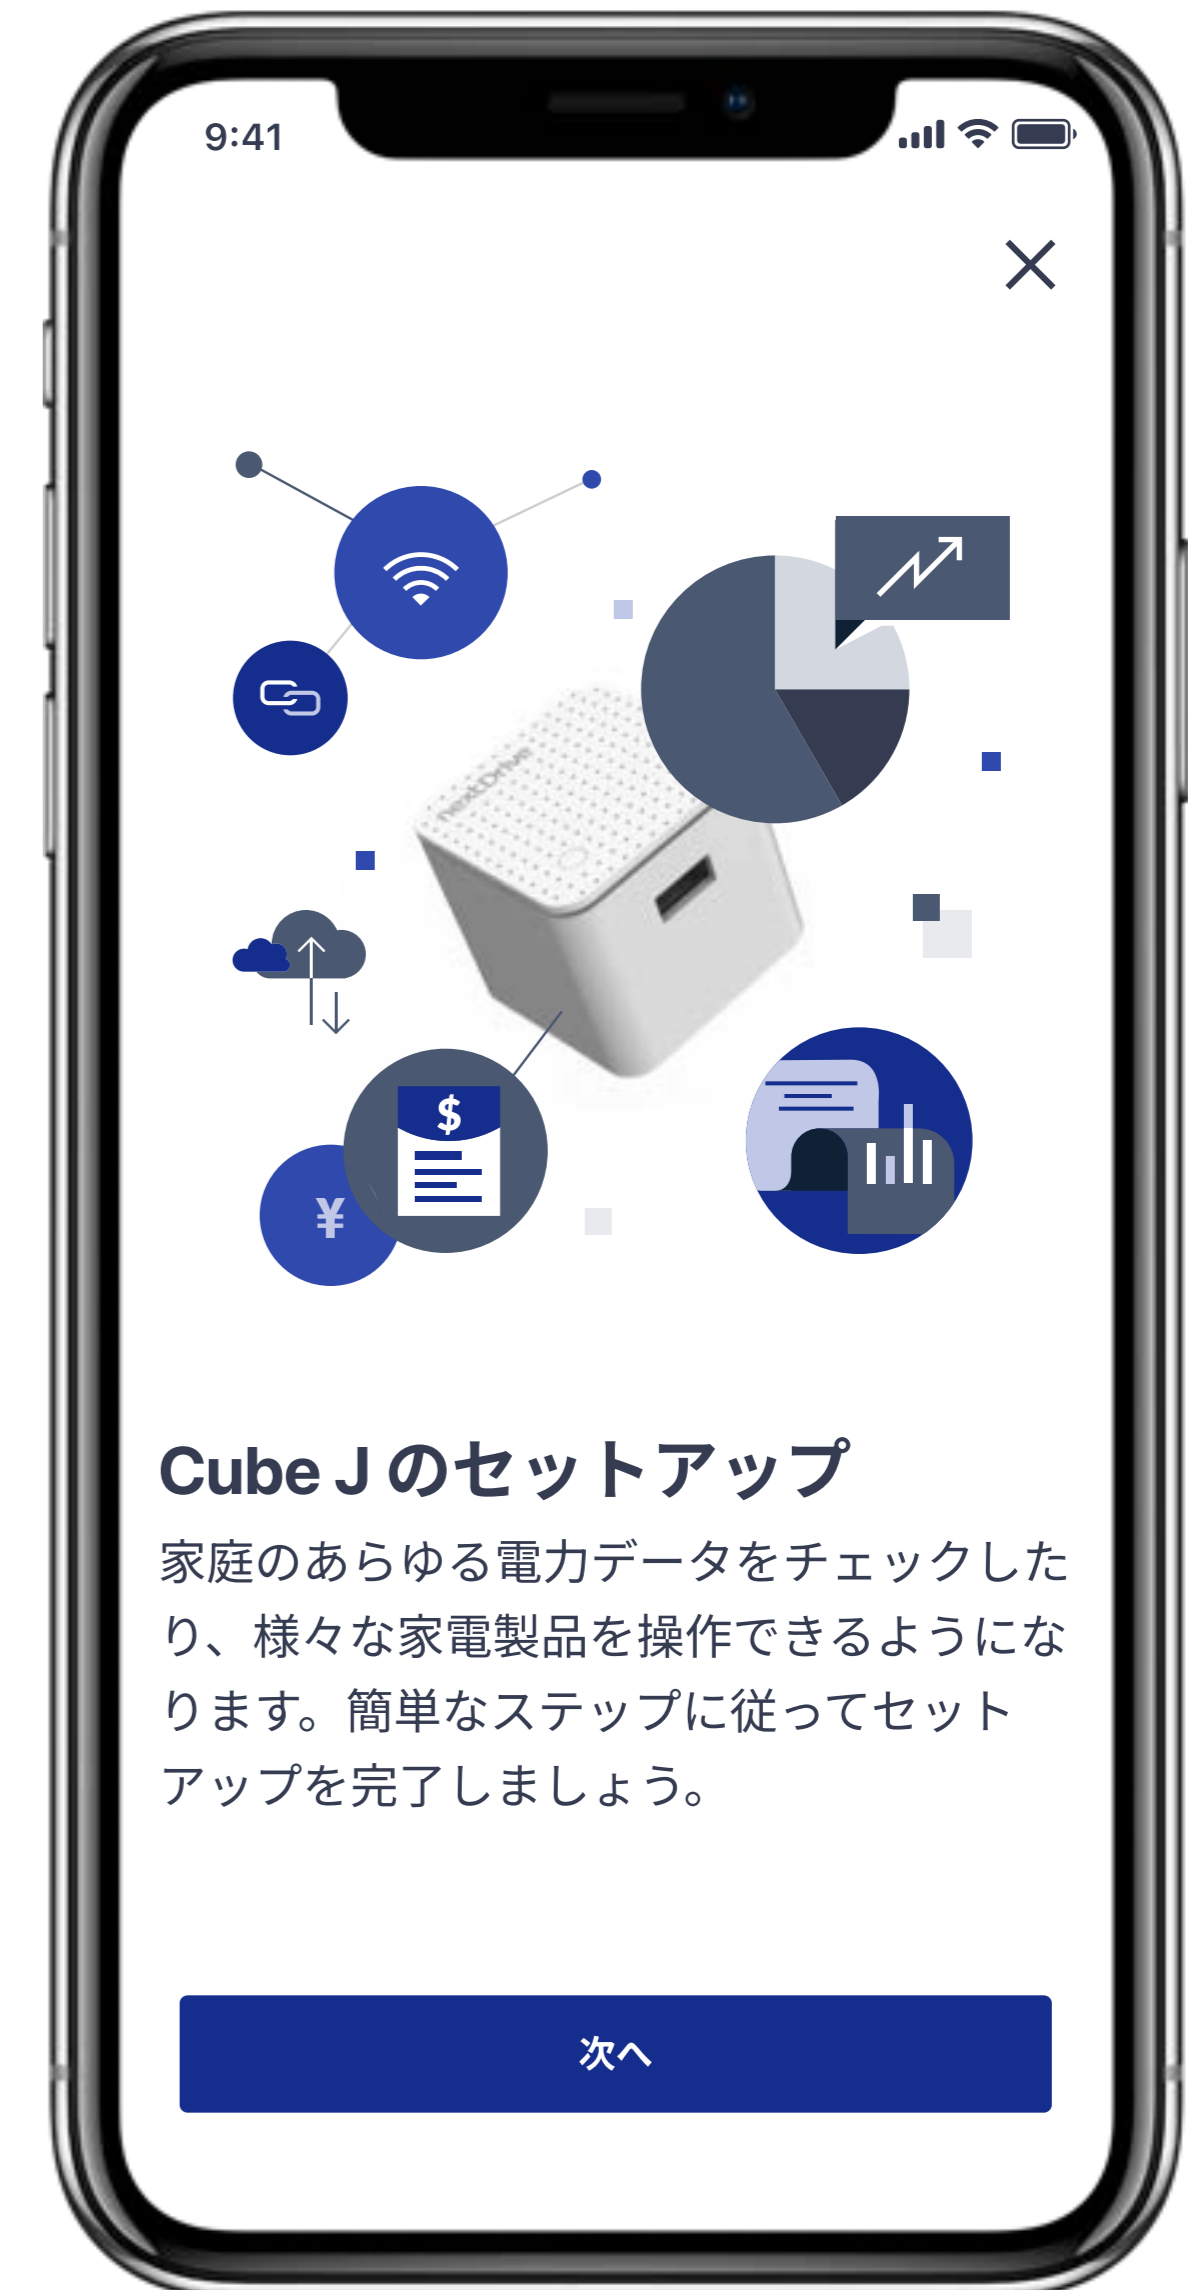 9:41
nextDrive
$
¥
Cube J のセットアップ
家庭のあらゆる電力データをチェックした
り、様々な家電製品を操作できるようにな
ります。簡単なステップに従ってセット
アップを完了しましょう。
次へ